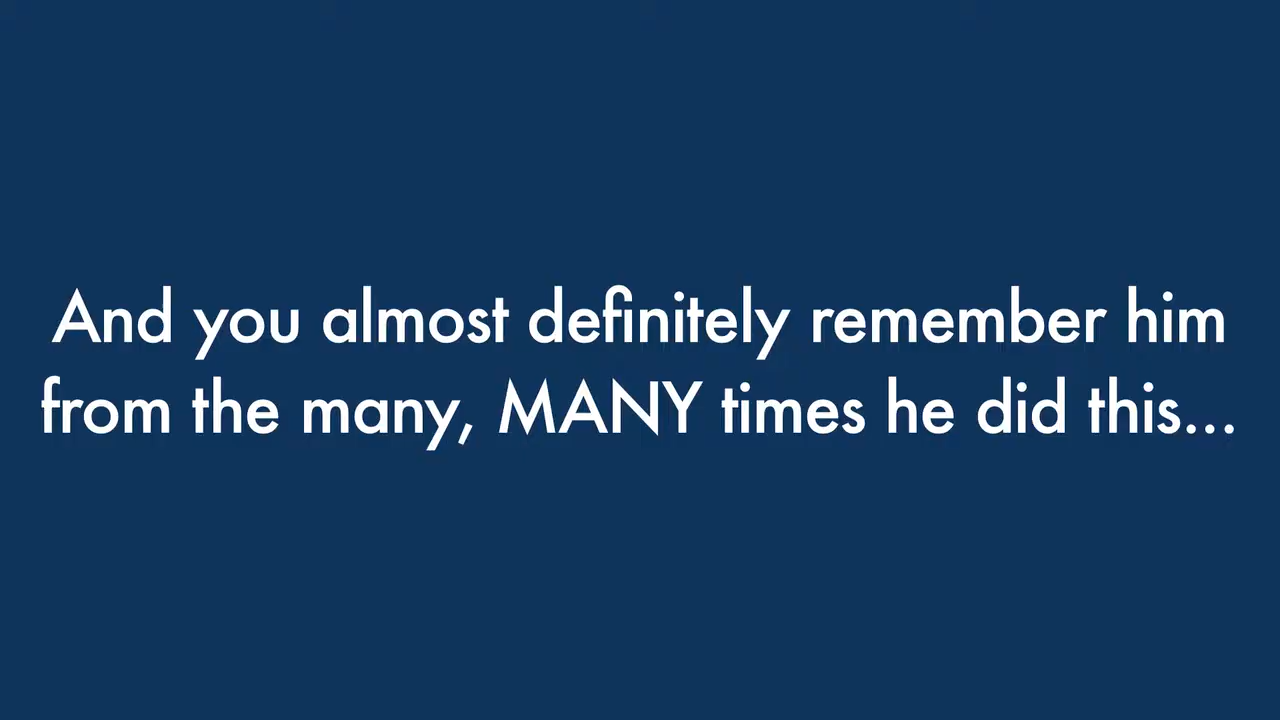 And you almost definitely remember him
from the many, MANY times he did this...